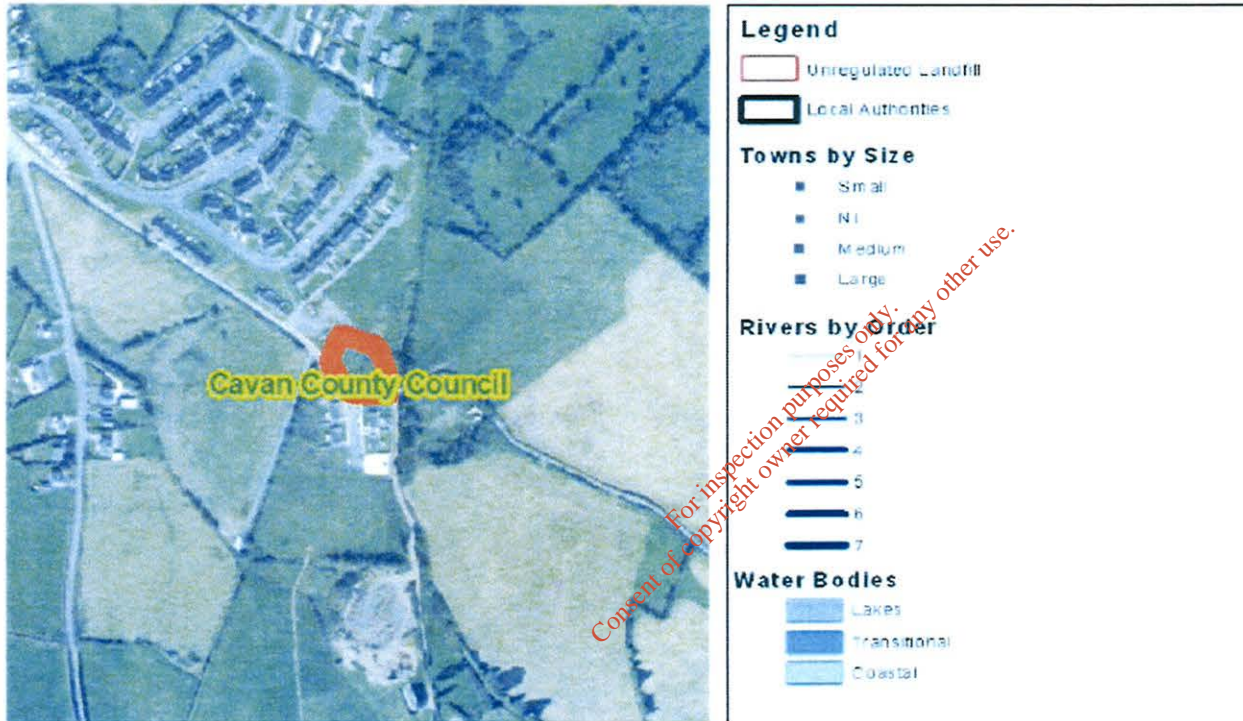 Cavan County Council
Legend
Unregulated Landfill
Local Authorities
Towns by Size
Small
Medium
Large
Rivers by Order
1
2
3
4
5
6
7
Water Bodies
Lakes
Transitional
Coastal
For inspection purposes only.
Consent of copyright owner required for any other use.